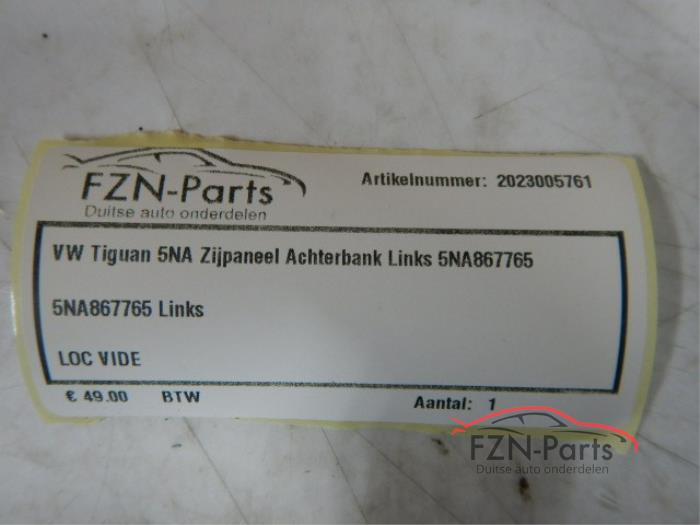 FZN-Parts
Duitse auto onderdelen
Artikelnummer: 2023005761
VW Tiguan 5NA Zijpaneel Achterbank Links 5NA867765
5NA867765 Links
LOC VIDE
€ 49.00 BTW Aantal: 1
FZN-Parts
Duitse auto onderdelen